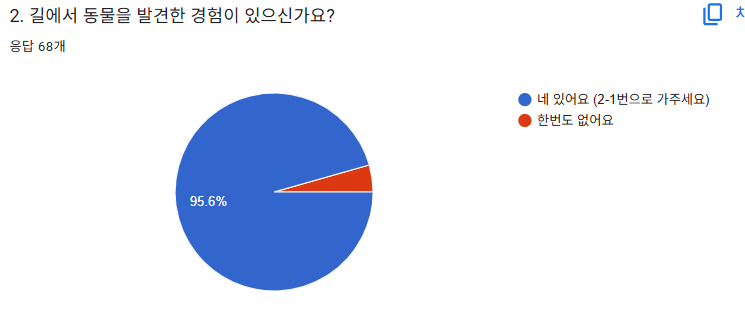 2. 길에서 동물을 발견한 경험이 있으신가요?
응답 68개
네 있어요 (2-1번으로 가주세요)
한번도 없어요
95.6%